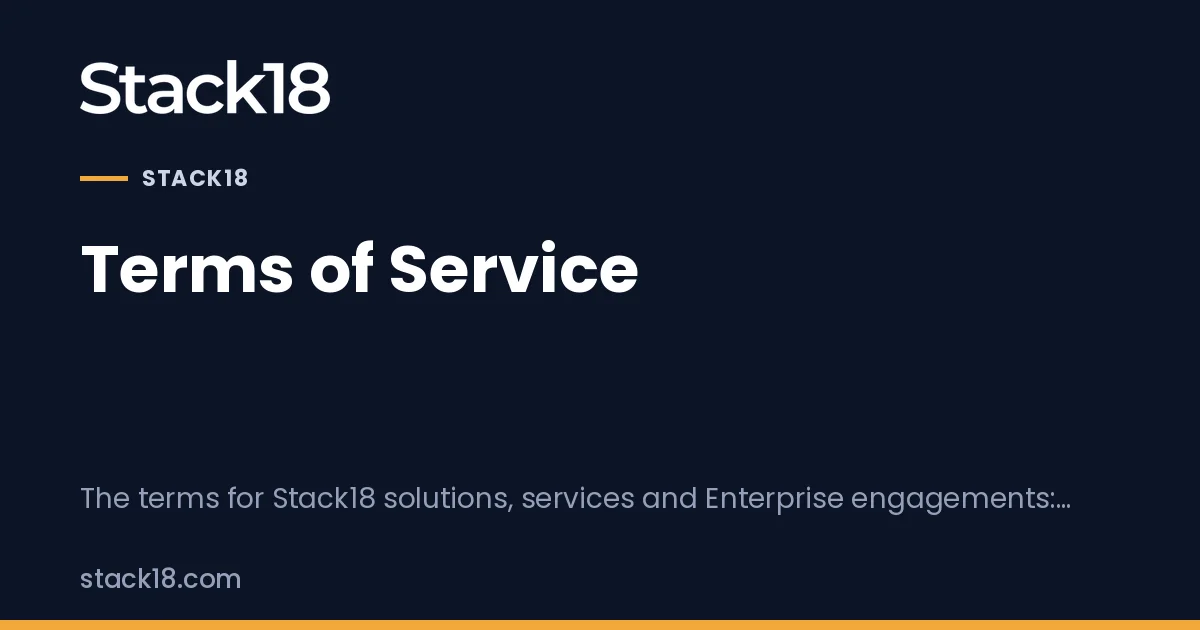 Stack18
STACK18
Terms of Service
The terms for Stack18 solutions, services and Enterprise engagements:...
stack18.com